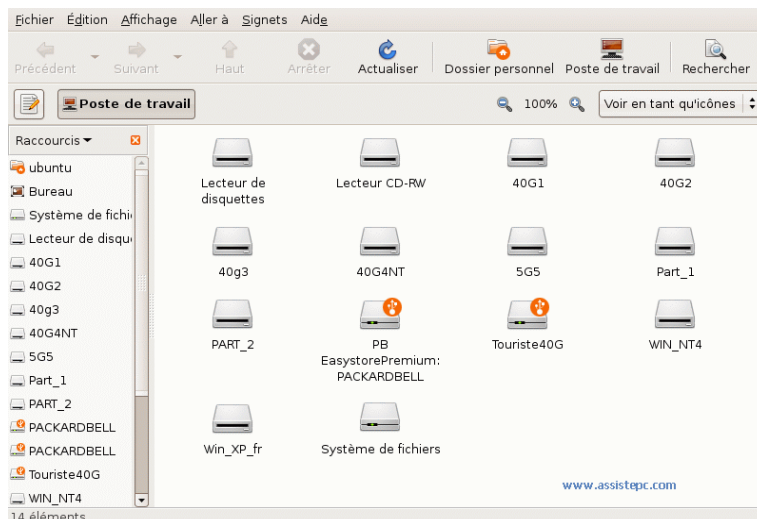 Fichier Édition Affichage Aller à Signets Aide
Précédent Suivant Haut Arrêter Actualiser Dossier personnel Poste de travail Rechercher
Poste de travail 100% Voir en tant qu'icônes
Raccourcis
ubuntu
Bureau
Système de fichi
Lecteur de disqu
40G1
40G2
40g3
40G4NT
5G5
Part_1
PART_2
PACKARDBELL
PACKARDBELL
Touriste40G
WIN_NT4
Lecteur de
disquettes
Lecteur CD-RW
40G1
40G2
40g3
40G4NT
5G5
Part_1
PART_2
PB
EasystorePremium:
PACKARDBELL
Touriste40G
WIN_NT4
Win_XP_fr
Système de fichiers
www.assistepc.com
14 éléments